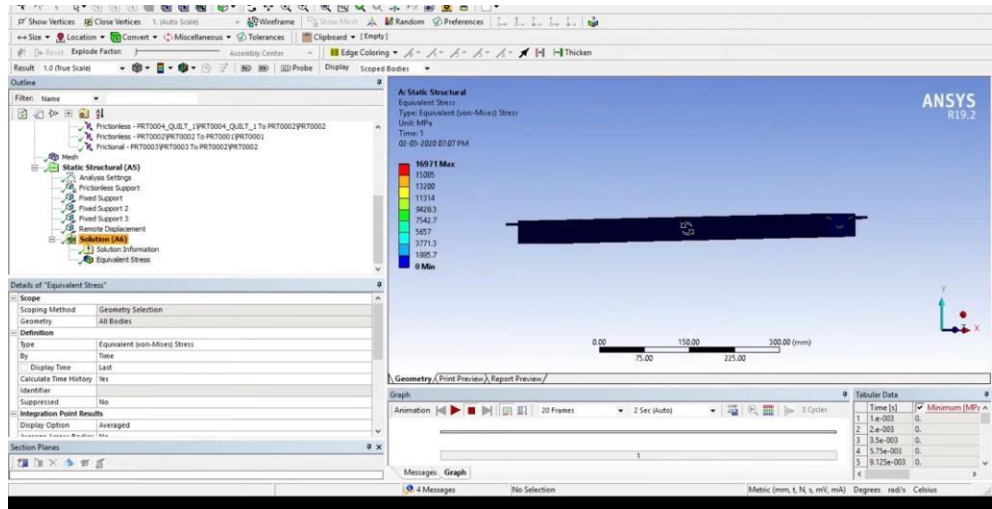 Show Vertices Close Vertices 1. (Auto Scale) Wireframe Show Mesh Random Preferences
Size Location Convert Miscellaneous Tolerances Clipboard [Empty]
Reset Explode Factor: Assembly Center Edge Coloring Thicken
Result 1.0 (True Scale) Probe Display Scoped Bodies
Outline
Filter: Name
Frictionless - PRT0004_QUILT_1\PRT0004_QUILT_1 To PRT0002\PRT0002
Frictionless - PRT0002\PRT0002 To PRT0001\PRT0001
Frictional - PRT0003\PRT0003 To PRT0002\PRT0002
Mesh
Static Structural (A5)
Analysis Settings
Frictionless Support
Fixed Support
Fixed Support 2
Fixed Support 3
Remote Displacement
Solution (A6)
Solution Information
Equivalent Stress
Details of "Equivalent Stress"
Scope
Scoping Method Geometry Selection
Geometry All Bodies
Definition
Type Equivalent (von-Mises) Stress
By Time
Display Time Last
Calculate Time History Yes
Identifier
Suppressed No
Integration Point Results
Display Option Averaged
Average Across Bodies No
Section Planes
A: Static Structural
Equivalent Stress
Type: Equivalent (von-Mises) Stress
Unit: MPa
Time: 1
02-03-2020 07:07 PM
16971 Max
15085
13200
11314
9428.3
7542.7
5657
3771.3
1885.7
0 Min
ANSYS
R19.2
Y
X
0.00 150.00 300.00 (mm)
75.00 225.00
Geometry Print Preview Report Preview
Graph
Animation 20 Frames 2 Sec (Auto) 3 Cycles
1
Messages Graph
Tabular Data
Time [s] Minimum [MPa
1 1.e-003 0.
2 2.e-003 0.
3 3.5e-003 0.
4 5.75e-003 0.
5 9.125e-003 0.
4 Messages No Selection Metric (mm, t, N, s, mV, mA) Degrees rad/s Celsius